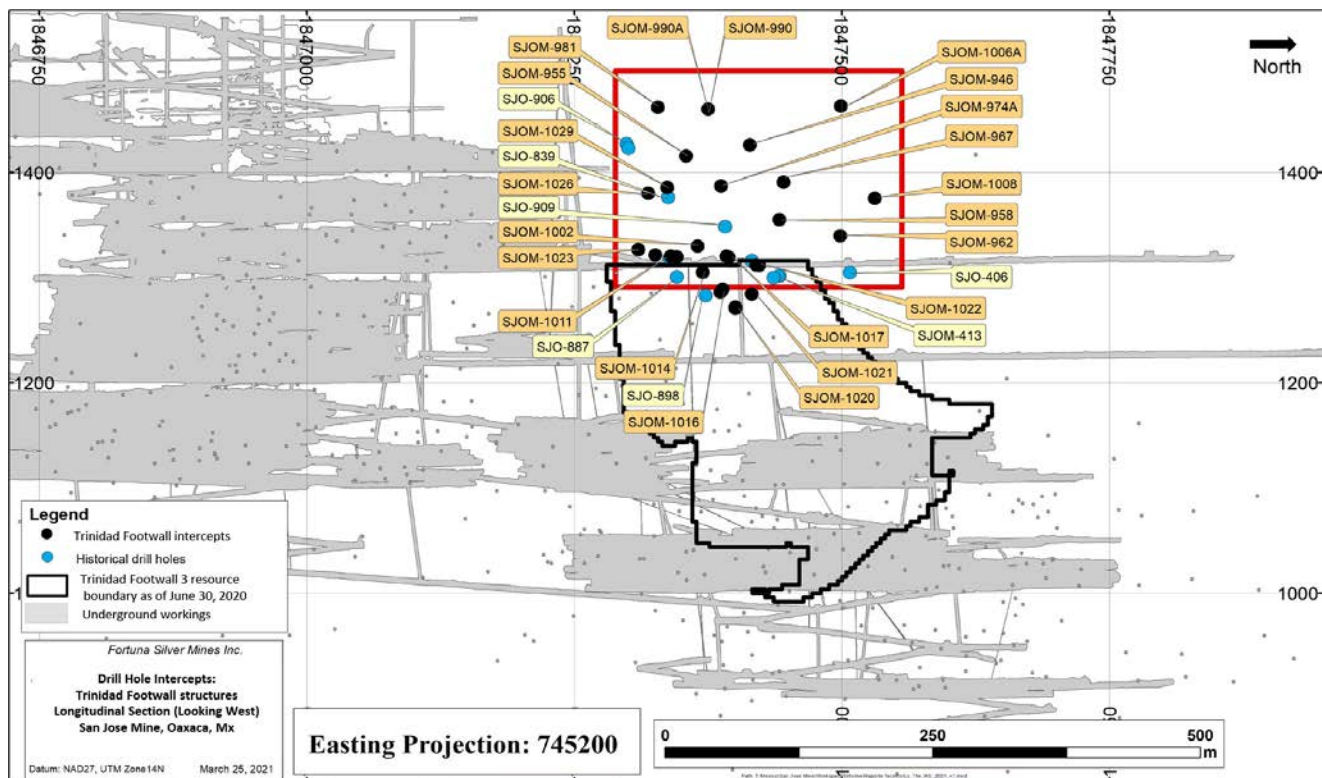 SJOM-990A
SJOM-990
SJOM-981
SJOM-1006A
SJOM-955
SJOM-946
SJO-906
SJOM-974A
SJOM-1029
SJOM-967
SJO-839
SJOM-1026
SJOM-1008
SJO-909
SJOM-958
SJOM-1002
SJOM-962
SJOM-1023
SJO-406
SJOM-1022
SJOM-1011
SJOM-413
SJO-887
SJOM-1017
SJOM-1014
SJOM-1021
SJO-898
SJOM-1020
SJOM-1016
1846750
1847000
1847500
1847750
North
1400
1400
1200
1200
1000
Legend
Trinidad Footwall intercepts
Historical drill holes
Trinidad Footwall 3 resource
boundary as of June 30, 2020
Underground workings
Fortuna Silver Mines Inc.
Drill Hole Intercepts:
Trinidad Footwall structures
Longitudinal Section (Looking West)
San Jose Mine, Oaxaca, Mx
Datum: NAD27, UTM Zone14N March 25, 2021
Easting Projection: 745200
0 250 500
m